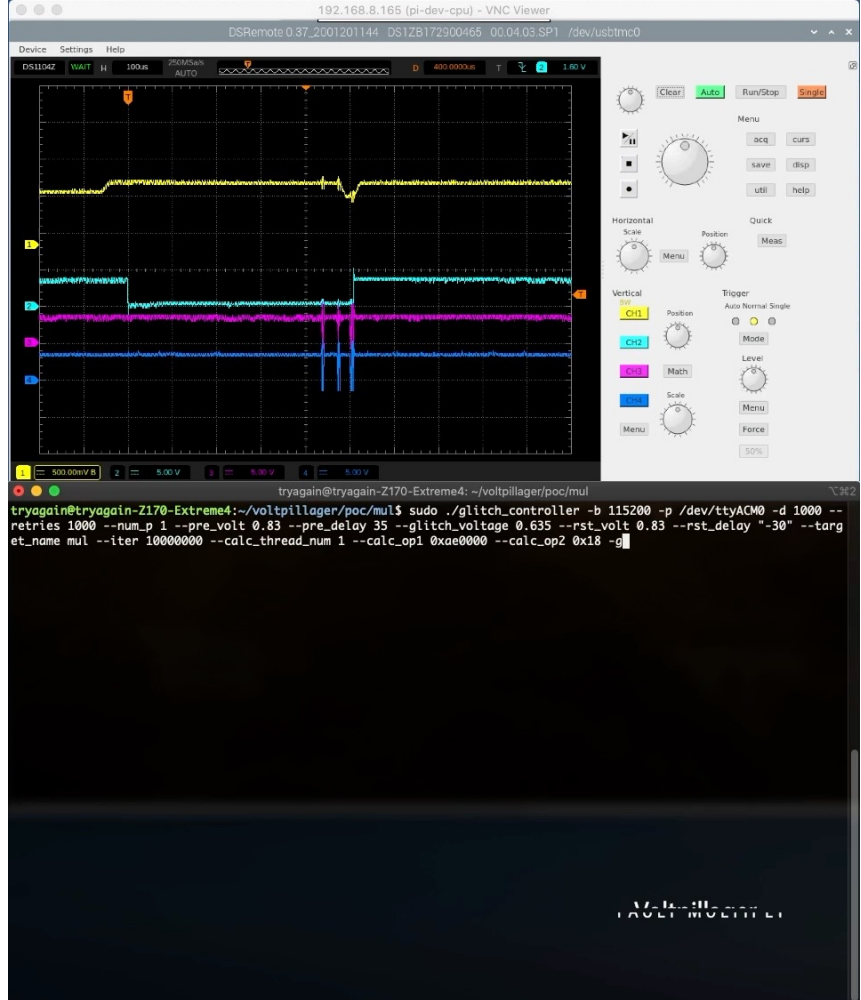 192.168.8.165 (pi-dev-cpu) - VNC Viewer
DSRemote 0.37_2001201144 DS1ZB172900465 00.04.03.SP1 /dev/usbtmc0
Device Settings Help
DS1104Z WAIT H 100us 250MSa/s AUTO D 400.0000us T 2 1.80 V
T
1
2
3
4
T
1 500.00mV B 2 5.00 V 3 5.00 V 4 5.00 V
Clear Auto Run/Stop Single
Menu
acq curs
save disp
util help
Horizontal
Scale Position
Menu
Quick
Meas
Vertical
BW
CH1 Position
CH2
CH3 Math
CH4 Scale
Menu
Trigger
Auto Normal Single
Mode
Level
Menu
Force
50%
tryagain@tryagain-Z170-Extreme4: ~/voltpillager/poc/mul ⌥⌘2
tryagain@tryagain-Z170-Extreme4:~/voltpillager/poc/mul$ sudo ./glitch_controller -b 115200 -p /dev/ttyACM0 -d 1000 --
retries 1000 --num_p 1 --pre_volt 0.83 --pre_delay 35 --glitch_voltage 0.635 --rst_volt 0.83 --rst_delay "-30" --targ
et_name mul --iter 10000000 --calc_thread_num 1 --calc_op1 0xae0000 --calc_op2 0x18 -g